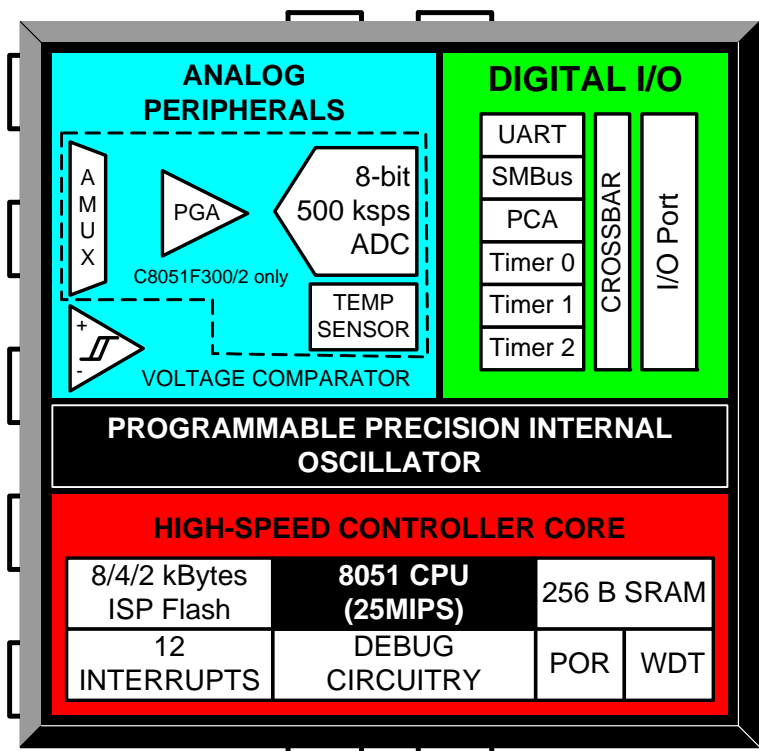 ANALOG
PERIPHERALS
A
M
U
X
PGA
8-bit
500 ksps
ADC
C8051F300/2 only
TEMP
SENSOR
+
-
VOLTAGE COMPARATOR
DIGITAL I/O
UART
SMBus
PCA
Timer 0
Timer 1
Timer 2
CROSSBAR
I/O Port
PROGRAMMABLE PRECISION INTERNAL
OSCILLATOR
HIGH-SPEED CONTROLLER CORE
8/4/2 kBytes
ISP Flash
8051 CPU
(25MIPS)
256 B SRAM
12
INTERRUPTS
DEBUG
CIRCUITRY
POR
WDT